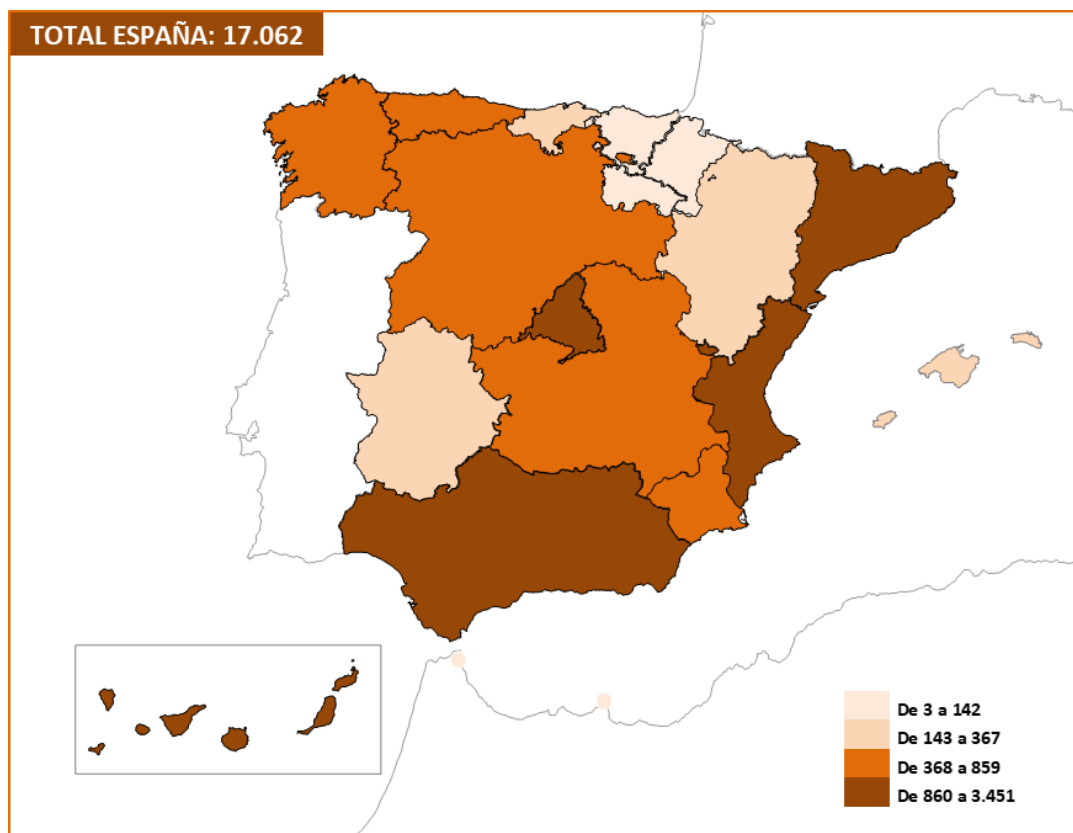 TOTAL ESPAÑA: 17.062
De 3 a 142
De 143 a 367
De 368 a 859
De 860 a 3.451